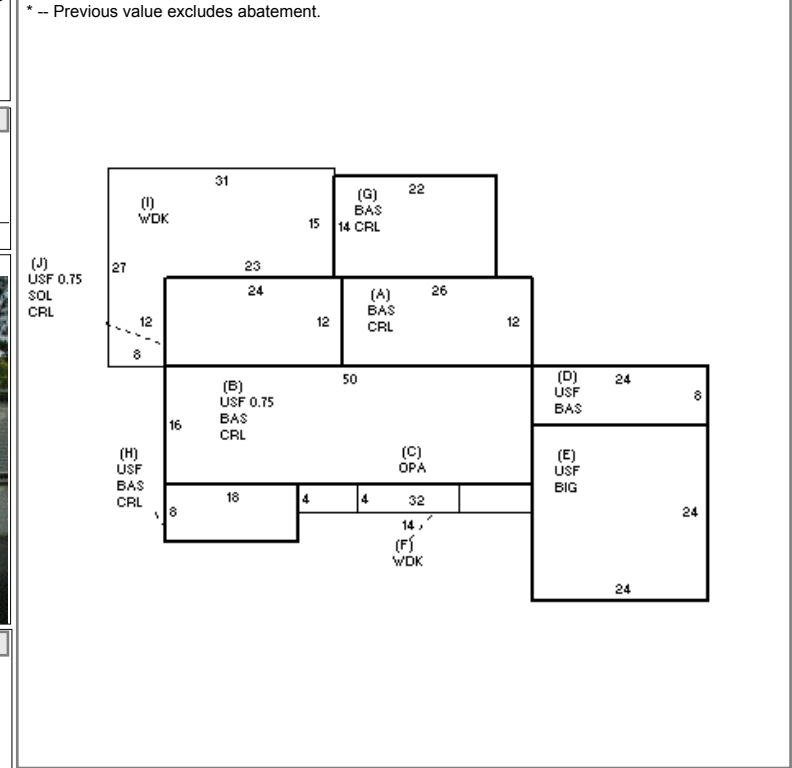 * -- Previous value excludes abatement.
31
(I)
WDK
15
27
(G)
BAS
CRL
22
14
(J)
USF 0.75
SOL
CRL
23
12
8
24
12
(A)
BAS
CRL
26
12
50
(B)
USF 0.75
BAS
CRL
16
(D)
USF
BAS
24
8
(H)
USF
BAS
CRL
18
8
(C)
OPA
4
4
32
14
(F)
WDK
(E)
USF
BIG
24
24